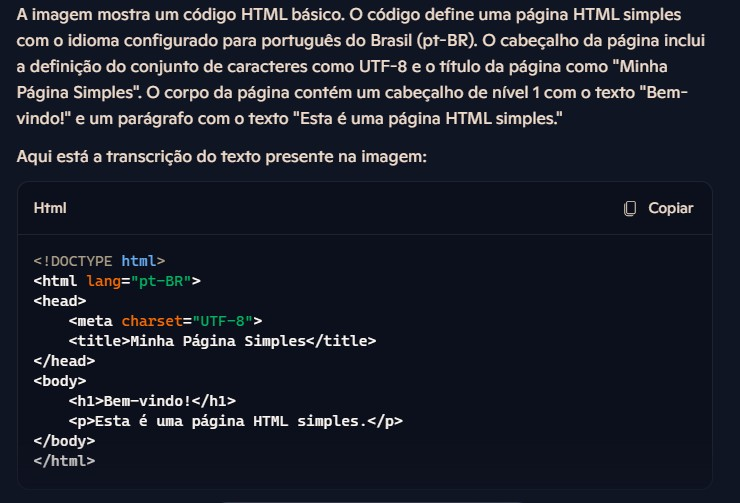 A imagem mostra um código HTML básico. O código define uma página HTML simples
com o idioma configurado para português do Brasil (pt-BR). O cabeçalho da página inclui
a definição do conjunto de caracteres como UTF-8 e o título da página como "Minha
Página Simples". O corpo da página contém um cabeçalho de nível 1 com o texto "Bem-
vindo!" e um parágrafo com o texto "Esta é uma página HTML simples."
Aqui está a transcrição do texto presente na imagem:
Html Copiar
<!DOCTYPE html>
<html lang="pt-BR">
<head>
    <meta charset="UTF-8">
    <title>Minha Página Simples</title>
</head>
<body>
    <h1>Bem-vindo!</h1>
    <p>Esta é uma página HTML simples.</p>
</body>
</html>